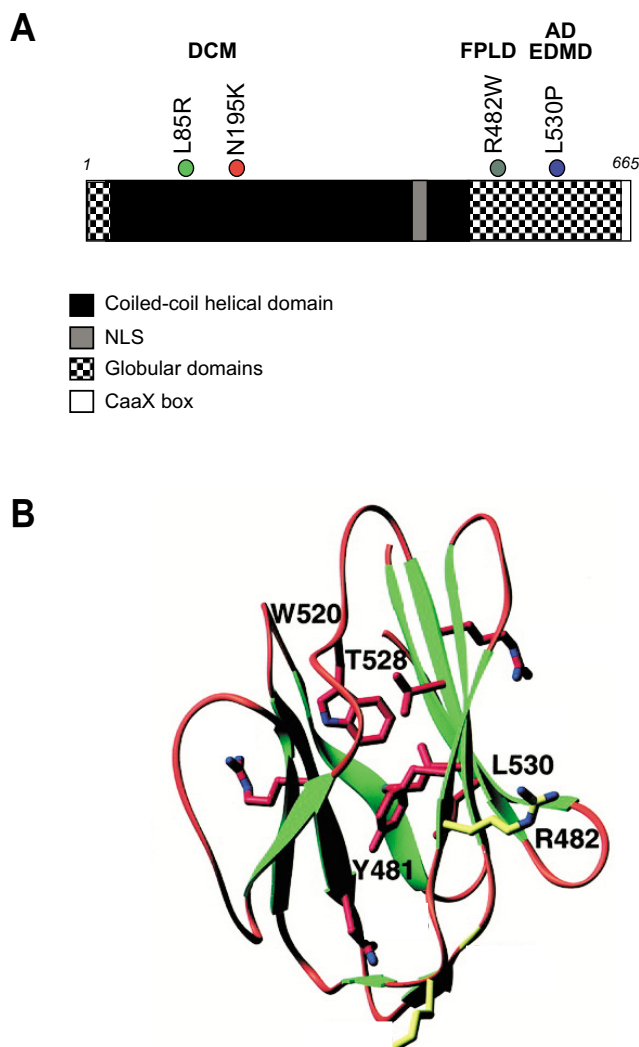 A
DCM
FPLD
AD
EDMD
L85R
N195K
R482W
L530P
1
665
Coiled-coil helical domain
NLS
Globular domains
CaaX box
B
W520
T528
L530
R482
Y481